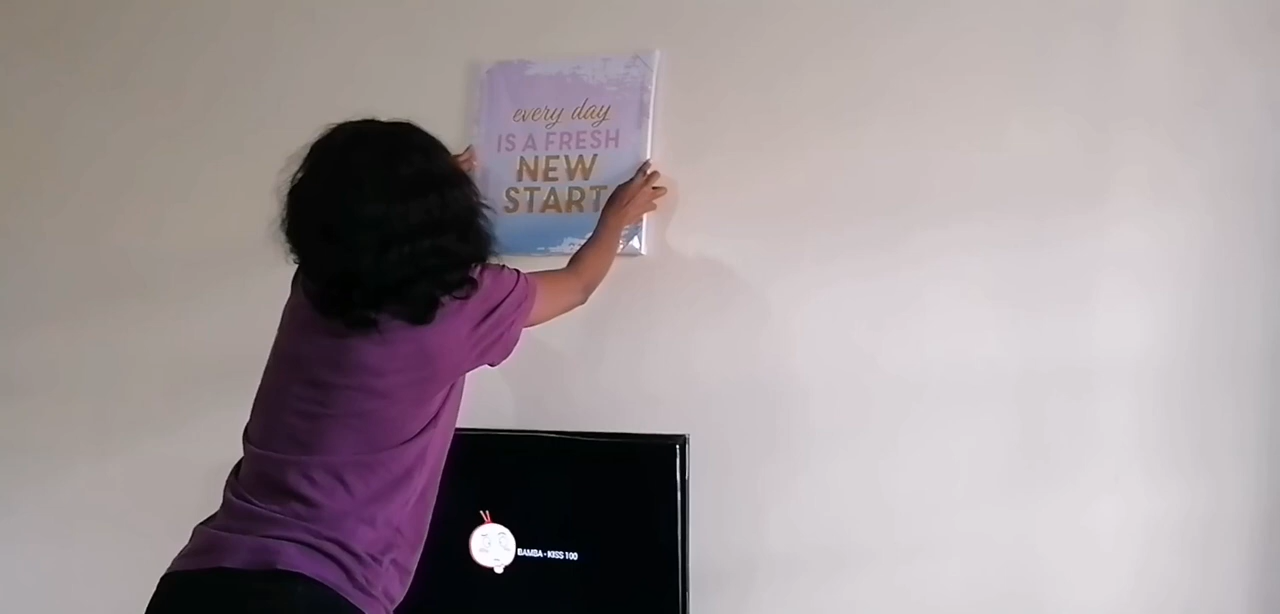 every day
IS A FRESH
NEW
START
BAMBA - KISS 100